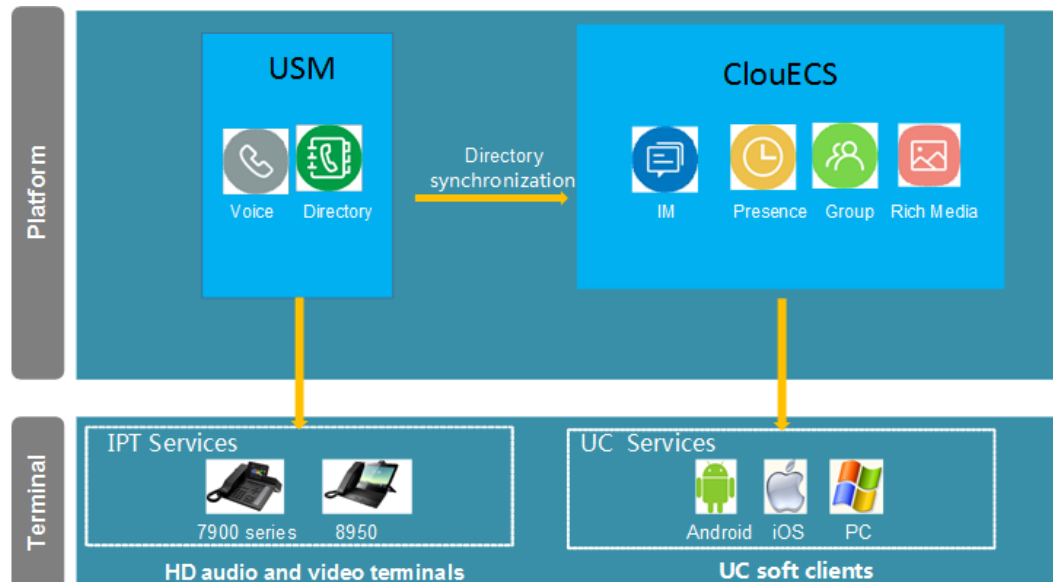 Platform
USM
Voice
Directory
Directory
synchronization
ClouECS
IM
Presence
Group
Rich Media
Terminal
IPT Services
7900 series
8950
HD audio and video terminals
UC Services
Android
iOS
PC
UC soft clients